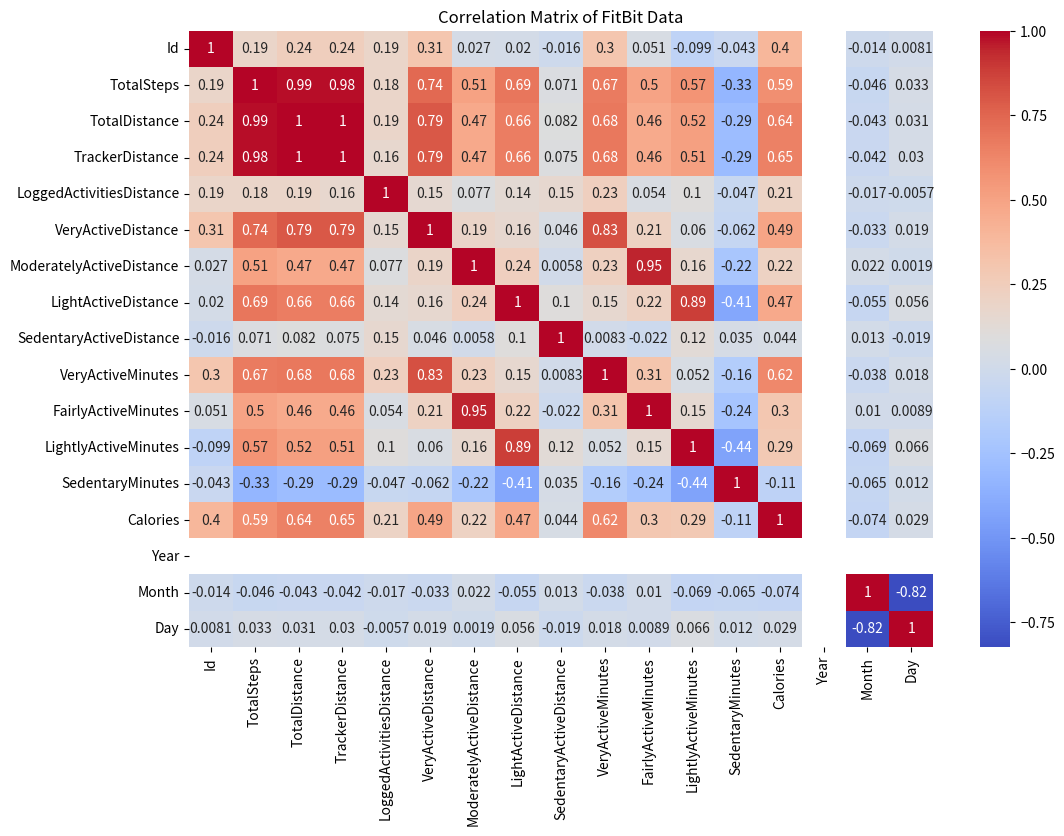 Correlation Matrix of FitBit Data
Id 1 0.19 0.24 0.24 0.19 0.31 0.027 0.02 -0.016 0.3 0.051 -0.099 -0.043 0.4 -0.014 0.0081
TotalSteps 0.19 1 0.99 0.98 0.18 0.74 0.51 0.69 0.071 0.67 0.5 0.57 -0.33 0.59 -0.046 0.033
TotalDistance 0.24 0.99 1 1 0.19 0.79 0.47 0.66 0.082 0.68 0.46 0.52 -0.29 0.64 -0.043 0.031
TrackerDistance 0.24 0.98 1 1 0.16 0.79 0.47 0.66 0.075 0.68 0.46 0.51 -0.29 0.65 -0.042 0.03
LoggedActivitiesDistance 0.19 0.18 0.19 0.16 1 0.15 0.077 0.14 0.15 0.23 0.054 0.1 -0.047 0.21 -0.017 -0.0057
VeryActiveDistance 0.31 0.74 0.79 0.79 0.15 1 0.19 0.16 0.046 0.83 0.21 0.06 -0.062 0.49 -0.033 0.019
ModeratelyActiveDistance 0.027 0.51 0.47 0.47 0.077 0.19 1 0.24 0.0058 0.23 0.95 0.16 -0.22 0.22 0.022 0.0019
LightActiveDistance 0.02 0.69 0.66 0.66 0.14 0.16 0.24 1 0.1 0.15 0.22 0.89 -0.41 0.47 -0.055 0.056
SedentaryActiveDistance -0.016 0.071 0.082 0.075 0.15 0.046 0.0058 0.1 1 0.0083 -0.022 0.12 0.035 0.044 0.013 -0.019
VeryActiveMinutes 0.3 0.67 0.68 0.68 0.23 0.83 0.23 0.15 0.0083 1 0.31 0.052 -0.16 0.62 -0.038 0.018
FairlyActiveMinutes 0.051 0.5 0.46 0.46 0.054 0.21 0.95 0.22 -0.022 0.31 1 0.15 -0.24 0.3 0.01 0.0089
LightlyActiveMinutes -0.099 0.57 0.52 0.51 0.1 0.06 0.16 0.89 0.12 0.052 0.15 1 -0.44 0.29 -0.069 0.066
SedentaryMinutes -0.043 -0.33 -0.29 -0.29 -0.047 -0.062 -0.22 -0.41 0.035 -0.16 -0.24 -0.44 1 -0.11 -0.065 0.012
Calories 0.4 0.59 0.64 0.65 0.21 0.49 0.22 0.47 0.044 0.62 0.3 0.29 -0.11 1 -0.074 0.029
Year
Month -0.014 -0.046 -0.043 -0.042 -0.017 -0.033 0.022 -0.055 0.013 -0.038 0.01 -0.069 -0.065 -0.074 1 -0.82
Day 0.0081 0.033 0.031 0.03 -0.0057 0.019 0.0019 0.056 -0.019 0.018 0.0089 0.066 0.012 0.029 -0.82 1
Id
TotalSteps
TotalDistance
TrackerDistance
LoggedActivitiesDistance
VeryActiveDistance
ModeratelyActiveDistance
LightActiveDistance
SedentaryActiveDistance
VeryActiveMinutes
FairlyActiveMinutes
LightlyActiveMinutes
SedentaryMinutes
Calories
Year
Month
Day
1.00
0.75
0.50
0.25
0.00
-0.25
-0.50
-0.75